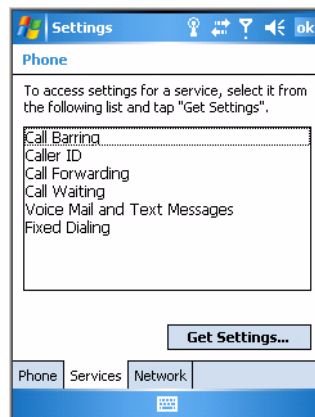 Settings
ok
Phone
To access settings for a service, select it from
the following list and tap "Get Settings".
Call Barring
Caller ID
Call Forwarding
Call Waiting
Voice Mail and Text Messages
Fixed Dialing
Get Settings...
Phone Services Network